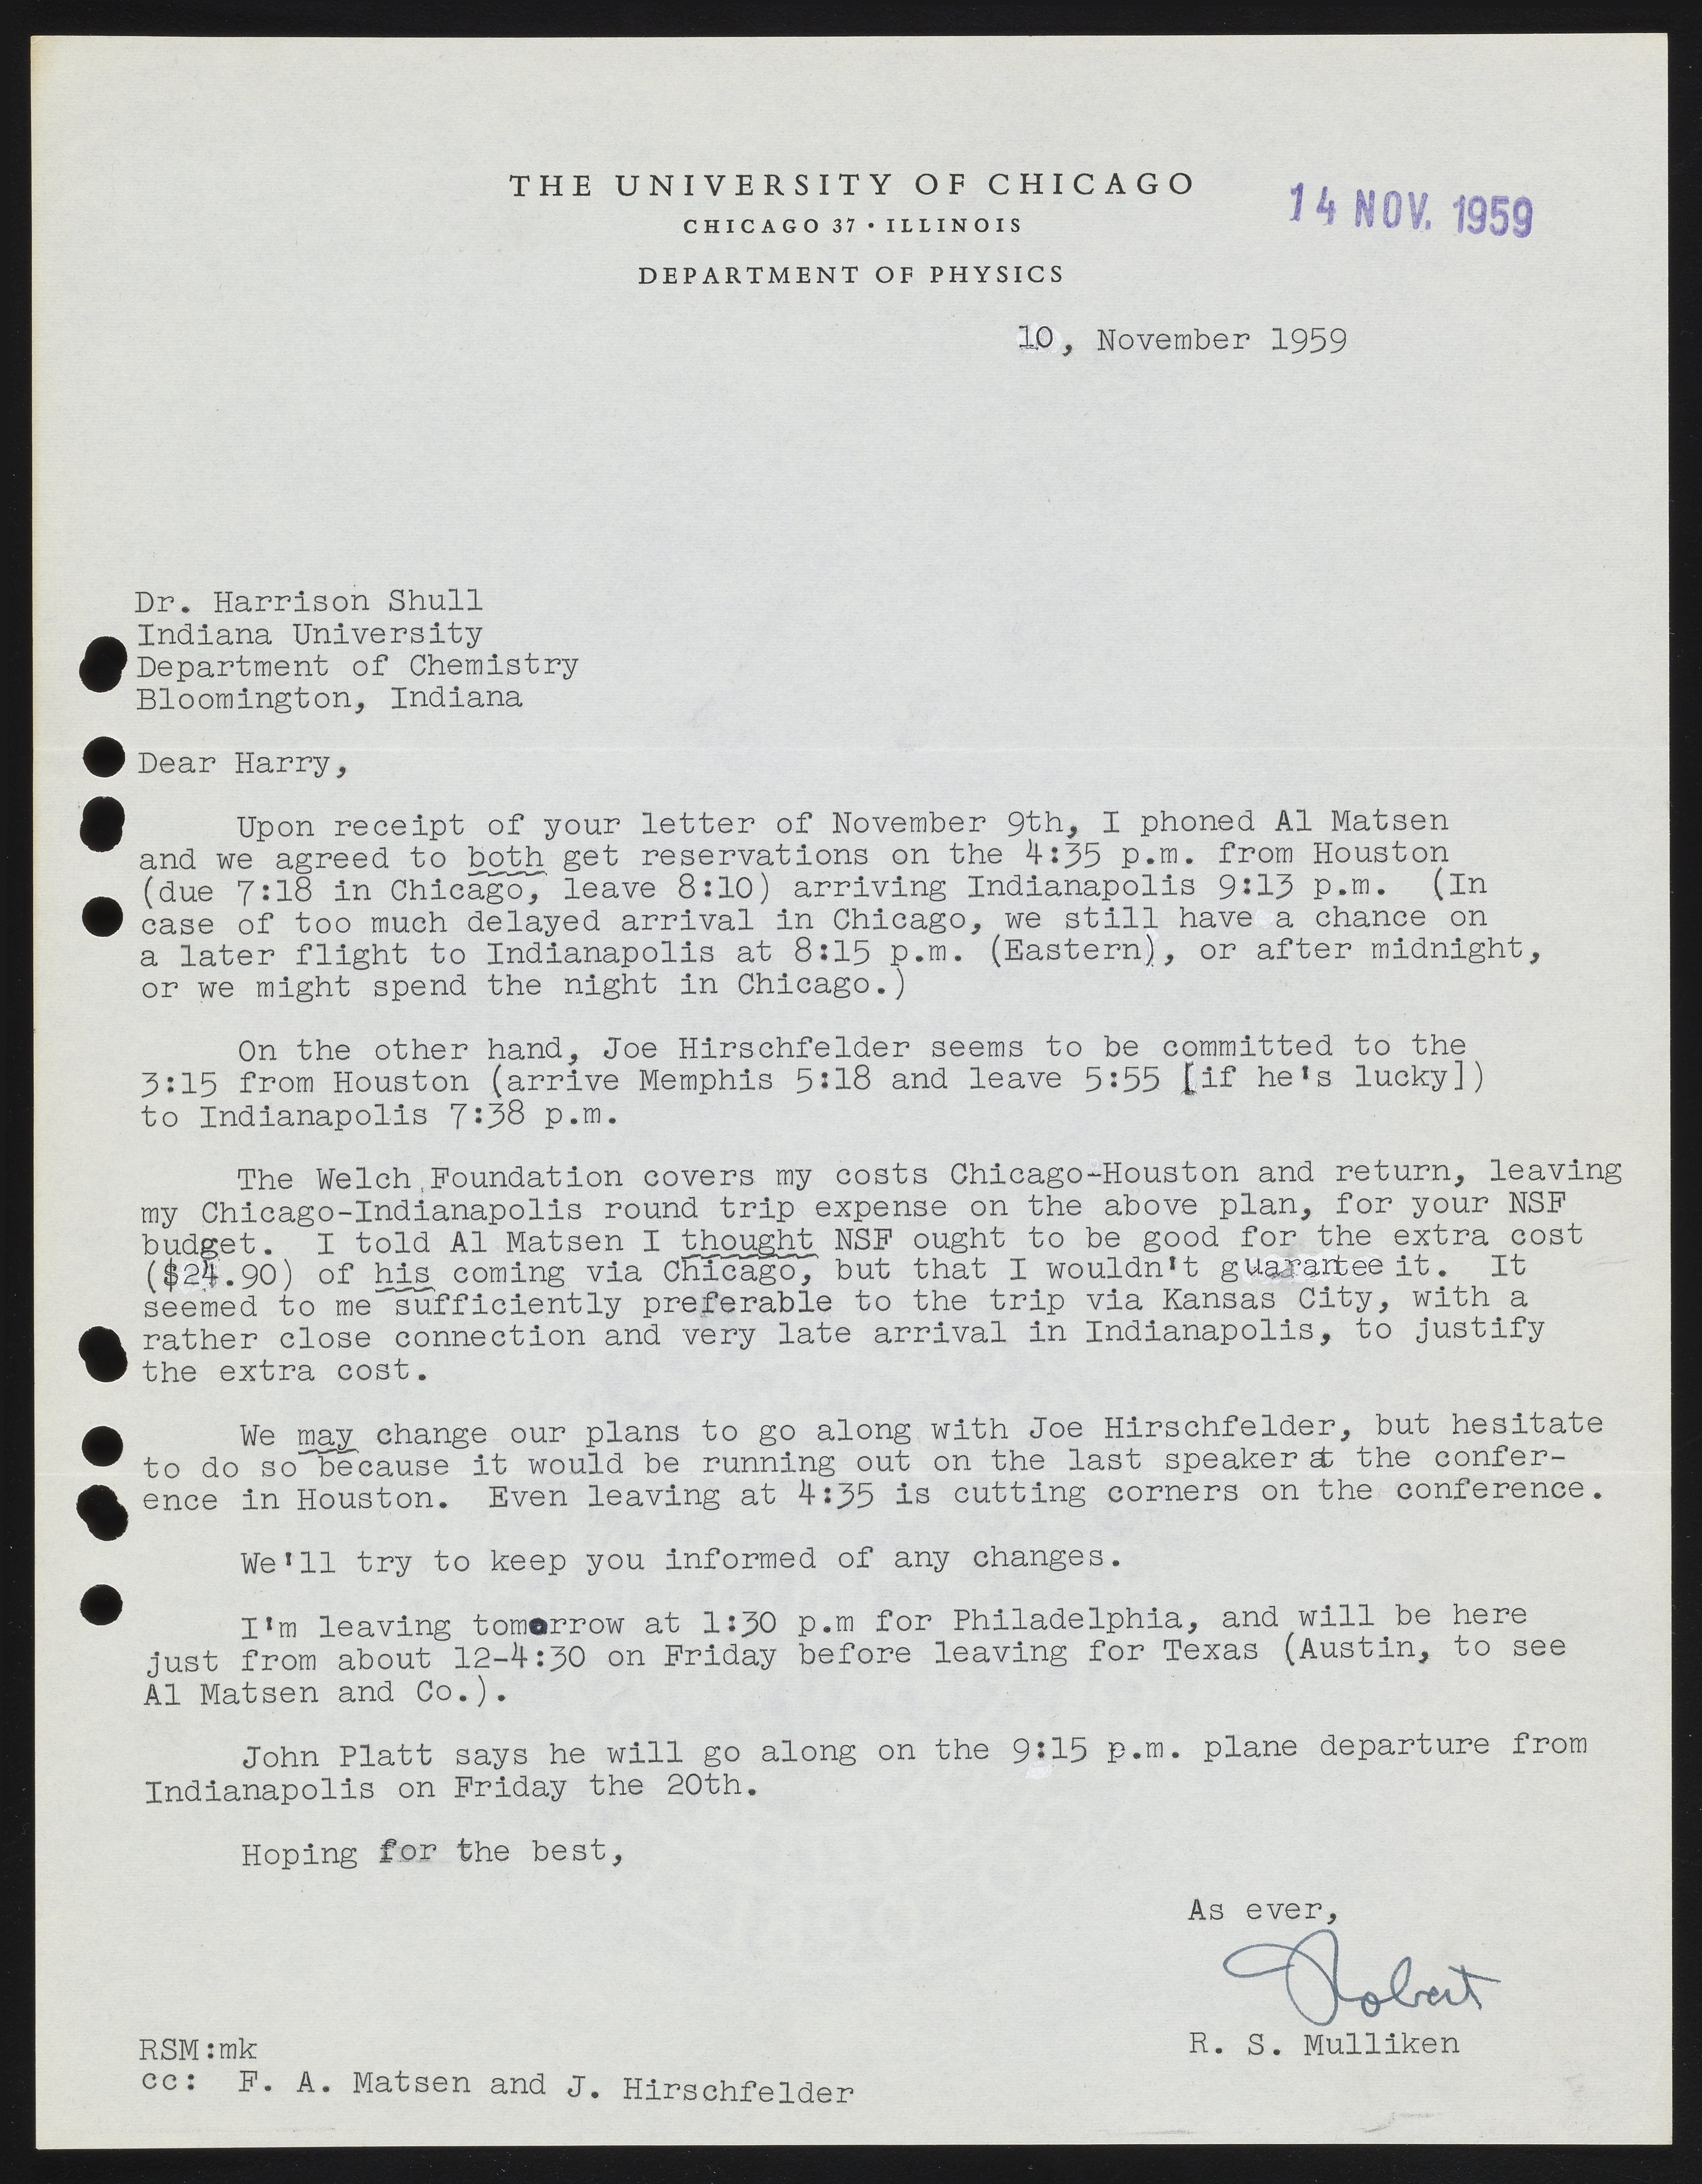 THE UNIVERSITY OF CHICAGO
CHICAGO 37 • ILLINOIS
14 NOV. 1959
DEPARTMENT OF PHYSICS
10, November 1959
Dr. Harrison Shull
Indiana University
Department of Chemistry
Bloomington, Indiana
Dear Harry,
Upon receipt of your letter of November 9th, I phoned Al Matsen
and we agreed to both get reservations on the 4:35 p.m. from Houston
(due 7:18 in Chicago, leave 8:10) arriving Indianapolis 9:13 p.m. (In
case of too much delayed arrival in Chicago, we still have a chance on
a later flight to Indianapolis at 8:15 p.m. (Eastern), or after midnight,
or we might spend the night in Chicago.)
On the other hand, Joe Hirschfelder seems to be committed to the
3:15 from Houston (arrive Memphis 5:18 and leave 5:55 [if he's lucky])
to Indianapolis 7:38 p.m.
The Welch Foundation covers my costs Chicago-Houston and return, leaving
my Chicago-Indianapolis round trip expense on the above plan, for your NSF
budget. I told Al Matsen I thought NSF ought to be good for the extra cost
($24.90) of his coming via Chicago, but that I wouldn't guarantee it. It
seemed to me sufficiently preferable to the trip via Kansas City, with a
rather close connection and very late arrival in Indianapolis, to justify
the extra cost.
We may change our plans to go along with Joe Hirschfelder, but hesitate
to do so because it would be running out on the last speaker at the confer-
ence in Houston. Even leaving at 4:35 is cutting corners on the conference.
We'll try to keep you informed of any changes.
I'm leaving tomorrow at 1:30 p.m for Philadelphia, and will be here
just from about 12-4:30 on Friday before leaving for Texas (Austin, to see
Al Matsen and Co.).
John Platt says he will go along on the 9:15 p.m. plane departure from
Indianapolis on Friday the 20th.
Hoping for the best,
As ever,
Robert
R. S. Mulliken
RSM:mk
cc: F. A. Matsen and J. Hirschfelder